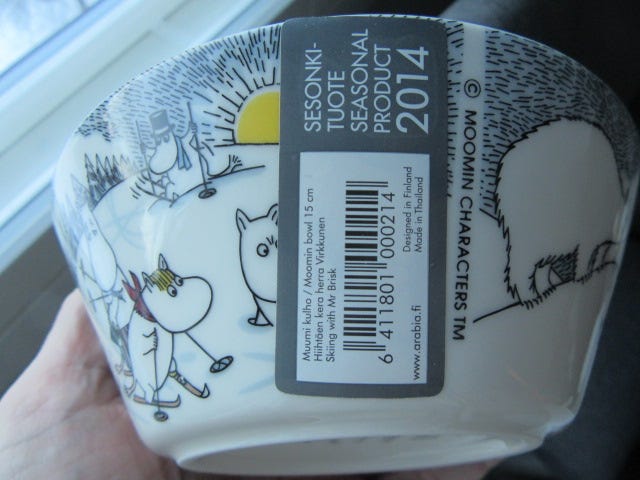 SESONKI-
TUOTE
SEASONAL
PRODUCT
2014
Muumi kulho / Moomin bowl 15 cm
Hiihtäen kera herra Virkkunen
Skiing with Mr Brisk
6 411801 000214
Designed in Finland
Made in Thailand
www.arabia.fi
© MOOMIN CHARACTERS TM